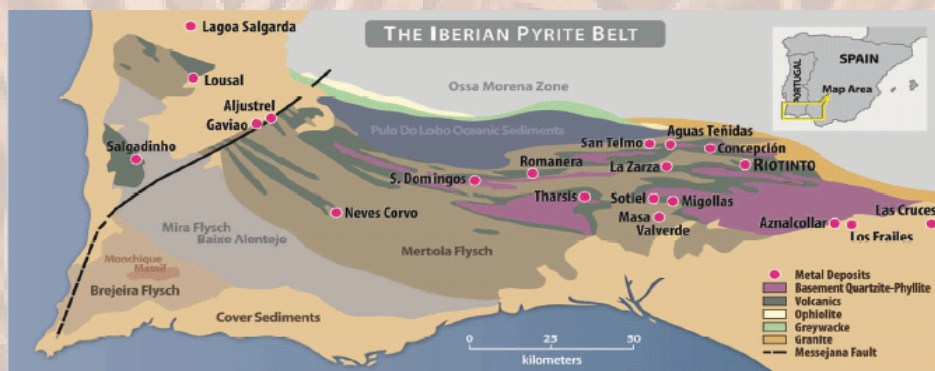 THE IBERIAN PYRITE BELT
Lagoa Salgarda
Lousal
Aljustrel
Gaviao
Salgadinho
Ossa Morena Zone
Pulo Do Lobo Oceanic Sediments
San Telmo
Aguas Teñidas
Concepción
Romanera
La Zarza
RIOTINTO
S. Domingos
Tharsis
Sotiel
Migollas
Masa
Valverde
Neves Corvo
Aznalcollar
Las Cruces
Los Frailes
Mira Flysch
Baixo Alentejo
Mertola Flysch
Monchique
Massif
Brejeira Flysch
Cover Sediments
0 25 50
kilometers
SPAIN
PORTUGAL
Map Area
Metal Deposits
Basement Quartzite-Phyllite
Volcanics
Ophiolite
Greywacke
Granite
Messejana Fault